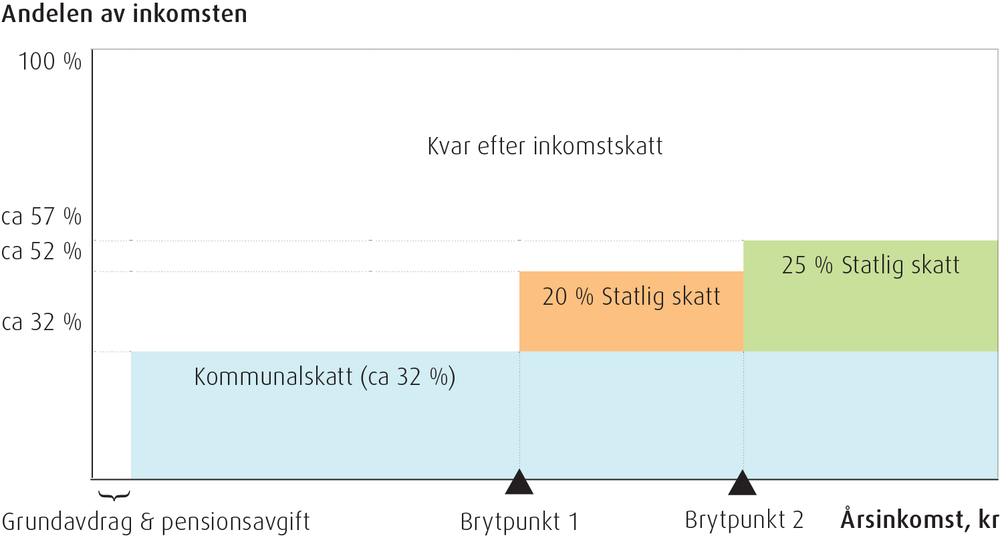 Andelen av inkomsten
100 %
Kvar efter inkomstskatt
ca 57 %
ca 52 %
25 % Statlig skatt
20 % Statlig skatt
ca 32 %
Kommunalskatt (ca 32 %)
Grundavdrag & pensionsavgift
Brytpunkt 1
Brytpunkt 2
Årsinkomst, kr